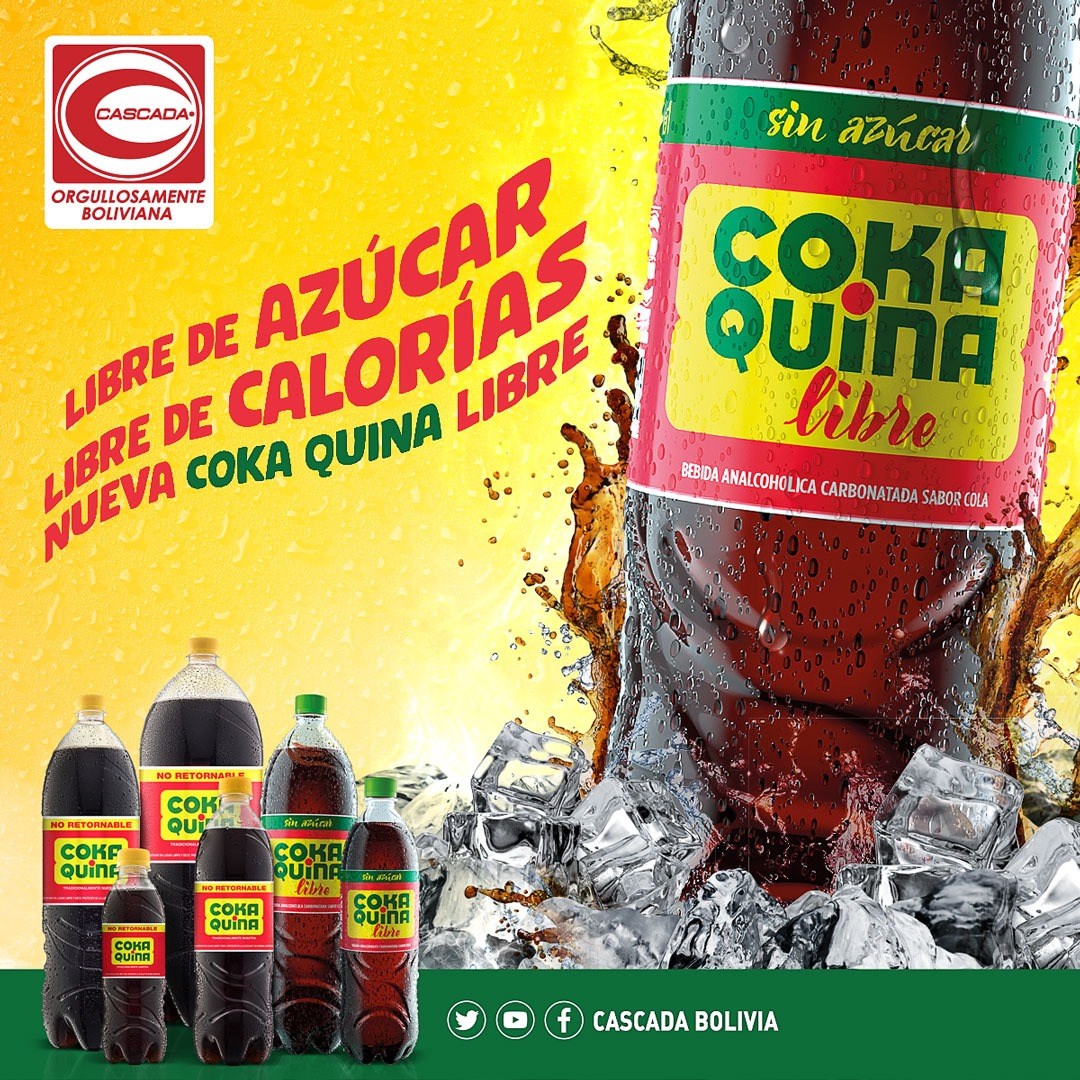 CASCADA
ORGULLOSAMENTE
BOLIVIANA
LIBRE DE AZÚCAR
LIBRE DE CALORÍAS
NUEVA COKA QUINA LIBRE
sin azúcar
COKA
QUINA
libre
BEBIDA ANALCOHOLICA CARBONATADA SABOR COLA
NO RETORNABLE
COKA
QUINA
NO RETORNABLE
COKA
QUI
NO RETORNABLE
COKA
QUINA
NO RETORNABLE
COKA
QUINA
sin azúcar
COKA
QUINA
libre
sin azúcar
COKA
QUINA
libre
CASCADA BOLIVIA